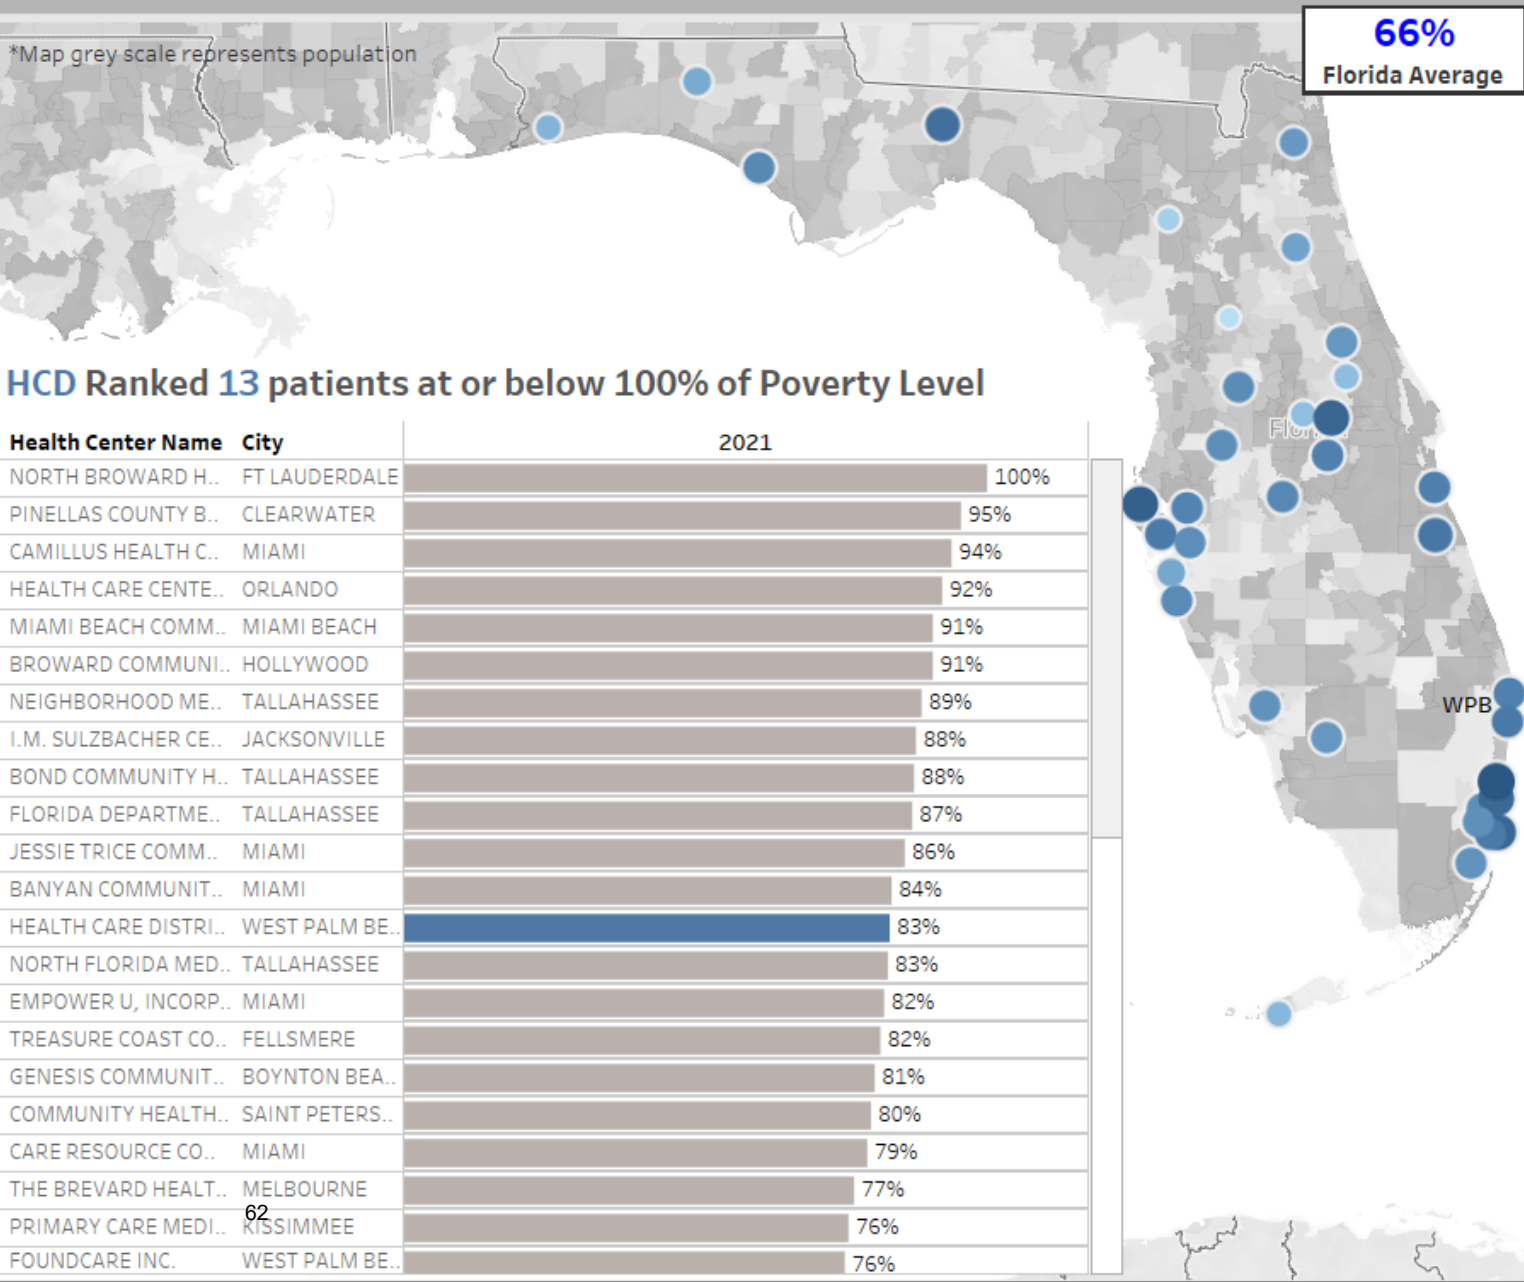 66%
Florida Average
*Map grey scale represents population
HCD Ranked 13 patients at or below 100% of Poverty Level
Health Center Name City 2021
NORTH BROWARD H.. FT LAUDERDALE 100%
PINELLAS COUNTY B.. CLEARWATER 95%
CAMILLUS HEALTH C.. MIAMI 94%
HEALTH CARE CENTE.. ORLANDO 92%
MIAMI BEACH COMM.. MIAMI BEACH 91%
BROWARD COMMUNI.. HOLLYWOOD 91%
NEIGHBORHOOD ME.. TALLAHASSEE 89%
I.M. SULZBACHER CE.. JACKSONVILLE 88%
BOND COMMUNITY H.. TALLAHASSEE 88%
FLORIDA DEPARTME.. TALLAHASSEE 87%
JESSIE TRICE COMM.. MIAMI 86%
BANYAN COMMUNIT.. MIAMI 84%
HEALTH CARE DISTRI.. WEST PALM BE.. 83%
NORTH FLORIDA MED.. TALLAHASSEE 83%
EMPOWER U, INCORP.. MIAMI 82%
TREASURE COAST CO.. FELLSMERE 82%
GENESIS COMMUNIT.. BOYNTON BEA.. 81%
COMMUNITY HEALTH.. SAINT PETERS.. 80%
CARE RESOURCE CO.. MIAMI 79%
THE BREVARD HEALT.. MELBOURNE 77%
62
PRIMARY CARE MEDI.. KISSIMMEE 76%
FOUNDCARE INC. WEST PALM BE.. 76%
WPB